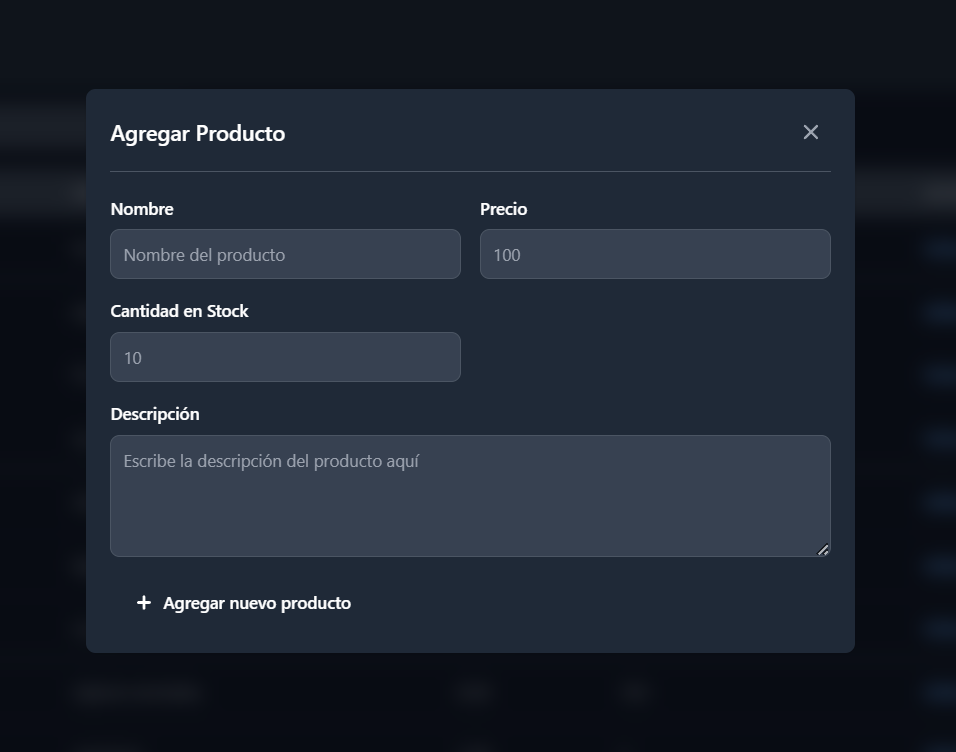 Agregar Producto
Nombre
Precio
Nombre del producto
100
Cantidad en Stock
10
Descripción
Escribe la descripción del producto aquí
Agregar nuevo producto